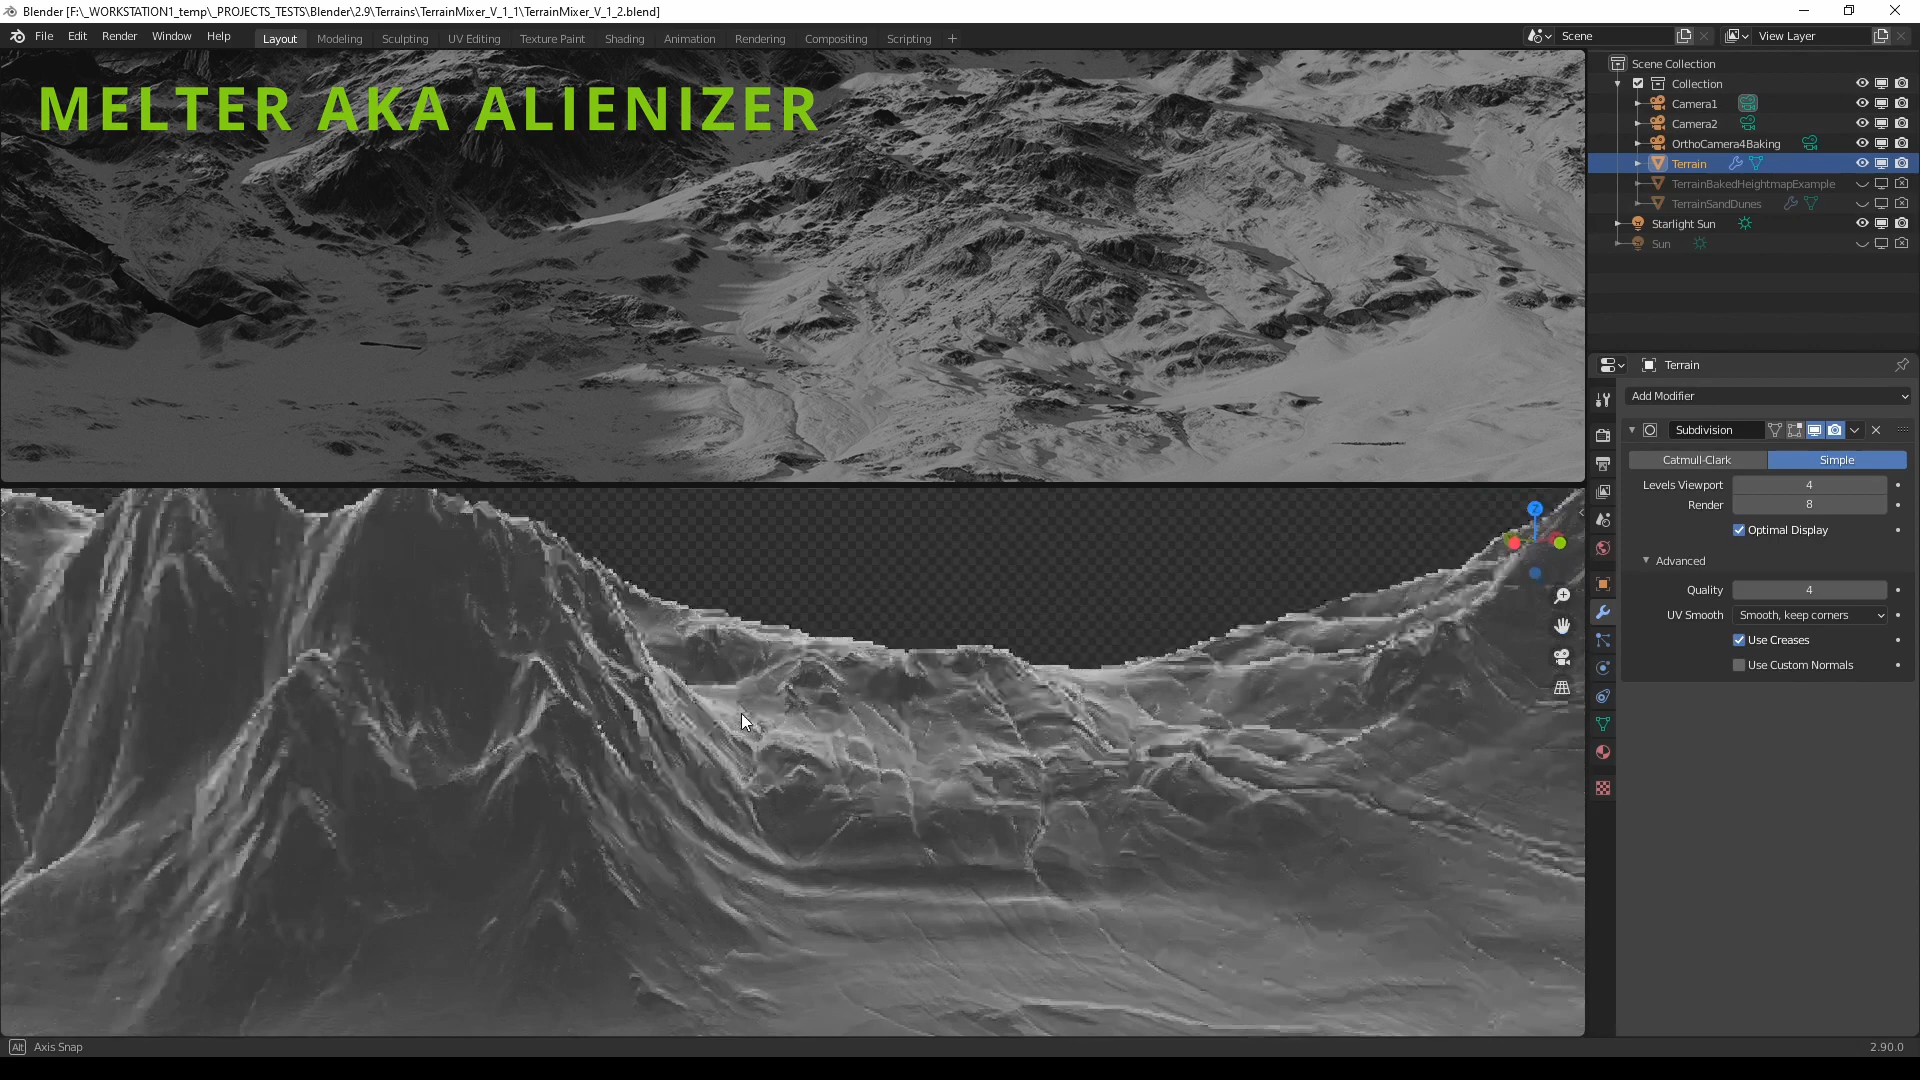 Blender [F:\_WORKSTATION1_temp\_PROJECTS_TESTS\Blender\2.9\Terrains\TerrainMixer_V_1_1\TerrainMixer_V_1_2.blend]
File Edit Render Window Help Layout Modeling Sculpting UV Editing Texture Paint Shading Animation Rendering Compositing Scripting + Scene View Layer
MELTER AKA ALIENIZER
Scene Collection
Collection
Camera1
Camera2
OrthoCamera4Baking
Terrain
TerrainBakedHeightmapExample
TerrainSandDunes
Starlight Sun
Sun
Terrain
Add Modifier
Subdivision
Catmull-Clark Simple
Levels Viewport 4
Render 8
Optimal Display
Advanced
Quality 4
UV Smooth Smooth, keep corners
Use Creases
Use Custom Normals
Z
Alt Axis Snap
2.90.0